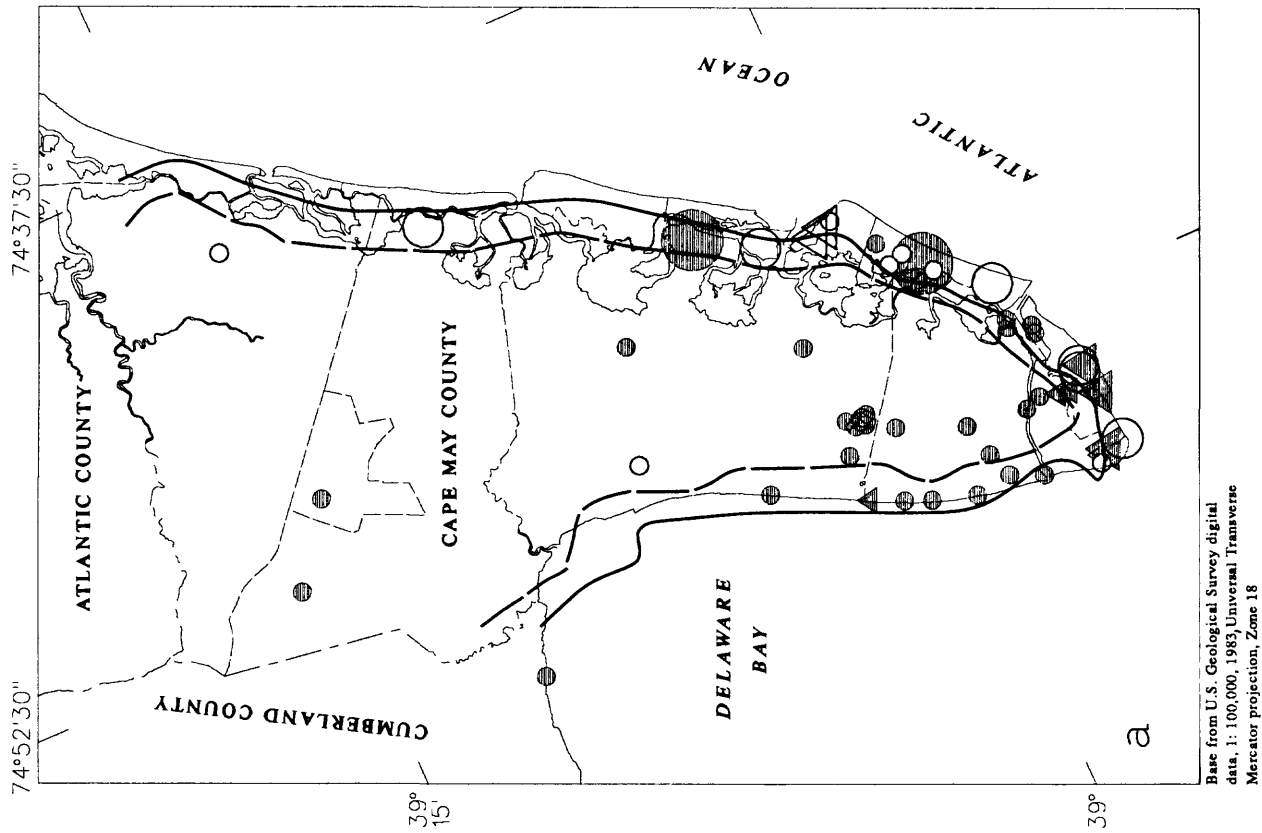 74°52'30"
74°37'30"
39°
15'
39°
ATLANTIC COUNTY
CAPE MAY COUNTY
CUMBERLAND COUNTY
DELAWARE
BAY
ATLANTIC
OCEAN
a
Base from U.S. Geological Survey digital
data, 1: 100,000, 1983, Universal Transverse
Mercator projection, Zone 18